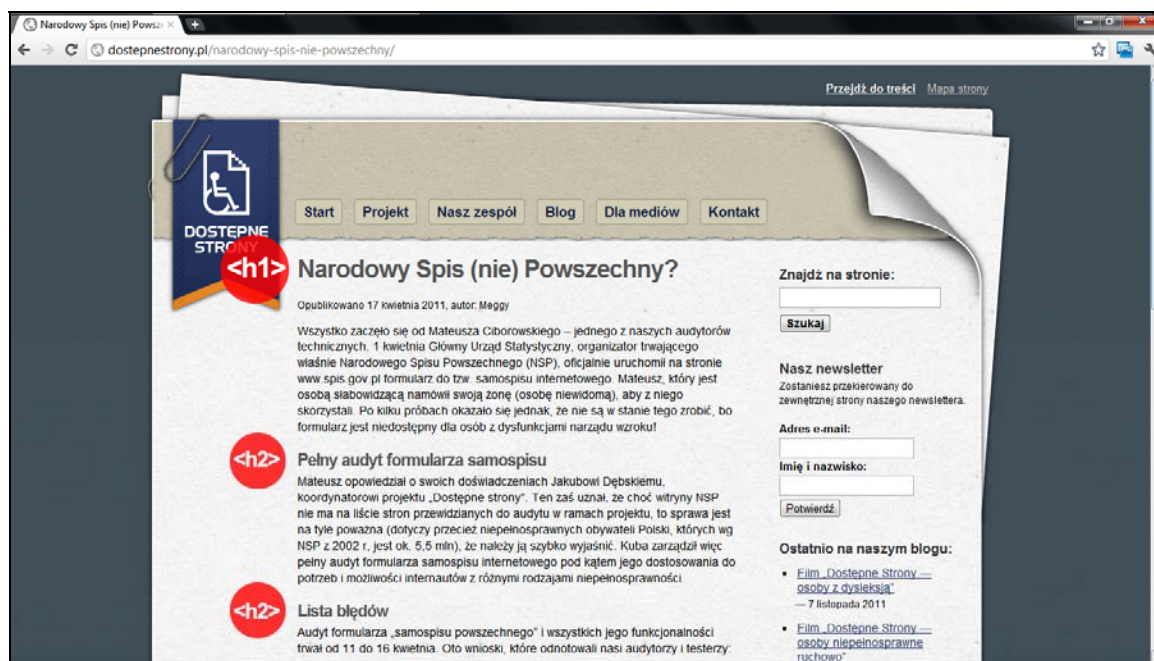 Narodowy Spis (nie) Powsz
dostepnestrony.pl/narodowy-spis-nie-powszechny/
Przejdź do treści Mapa strony
DOSTĘPNE
STRONY
Start Projekt Nasz zespół Blog Dla mediów Kontakt
<h1> Narodowy Spis (nie) Powszechny?
Opublikowano 17 kwietnia 2011, autor: Meggy
Wszystko zaczęło się od Mateusza Ciborowskiego – jednego z naszych audytorów
technicznych. 1 kwietnia Główny Urząd Statystyczny, organizator trwającego
właśnie Narodowego Spisu Powszechnego (NSP), oficjalnie uruchomił na stronie
www.spis.gov.pl formularz do tzw. samospisu internetowego. Mateusz, który jest
osobą słabowidzącą namówił swoją żonę (osobę niewidomą), aby z niego
skorzystali. Po kilku próbach okazało się jednak, że nie są w stanie tego zrobić, bo
formularz jest niedostępny dla osób z dysfunkcjami narządu wzroku!
<h2> Pełny audyt formularza samospisu
Mateusz opowiedział o swoich doświadczeniach Jakubowi Dębskiemu,
koordynatorowi projektu „Dostępne strony”. Ten zaś uznał, że choć witryny NSP
nie ma na liście stron przewidzianych do audytu w ramach projektu, to sprawa jest
na tyle poważna (dotyczy przecież niepełnosprawnych obywateli Polski, których wg
NSP z 2002 r, jest ok. 5,5 mln), że należy ją szybko wyjaśnić. Kuba zarządził więc
pełny audyt formularza samospisu internetowego pod kątem jego dostosowania do
potrzeb i możliwości internautów z różnymi rodzajami niepełnosprawności.
<h2> Lista błędów
Audyt formularza „samospisu powszechnego” i wszystkich jego funkcjonalności
trwał od 11 do 16 kwietnia. Oto wnioski, które odnotowali nasi audytorzy i testerzy:
Znajdź na stronie:
Szukaj
Nasz newsletter
Zostaniesz przekierowany do
zewnętrznej strony naszego newslettera.
Adres e-mail:
Imię i nazwisko:
Potwierdź
Ostatnio na naszym blogu:
Film „Dostępne Strony —
osoby z dysleksją”
— 7 listopada 2011
Film „Dostępne Strony —
osoby niepełnosprawne
ruchowo”